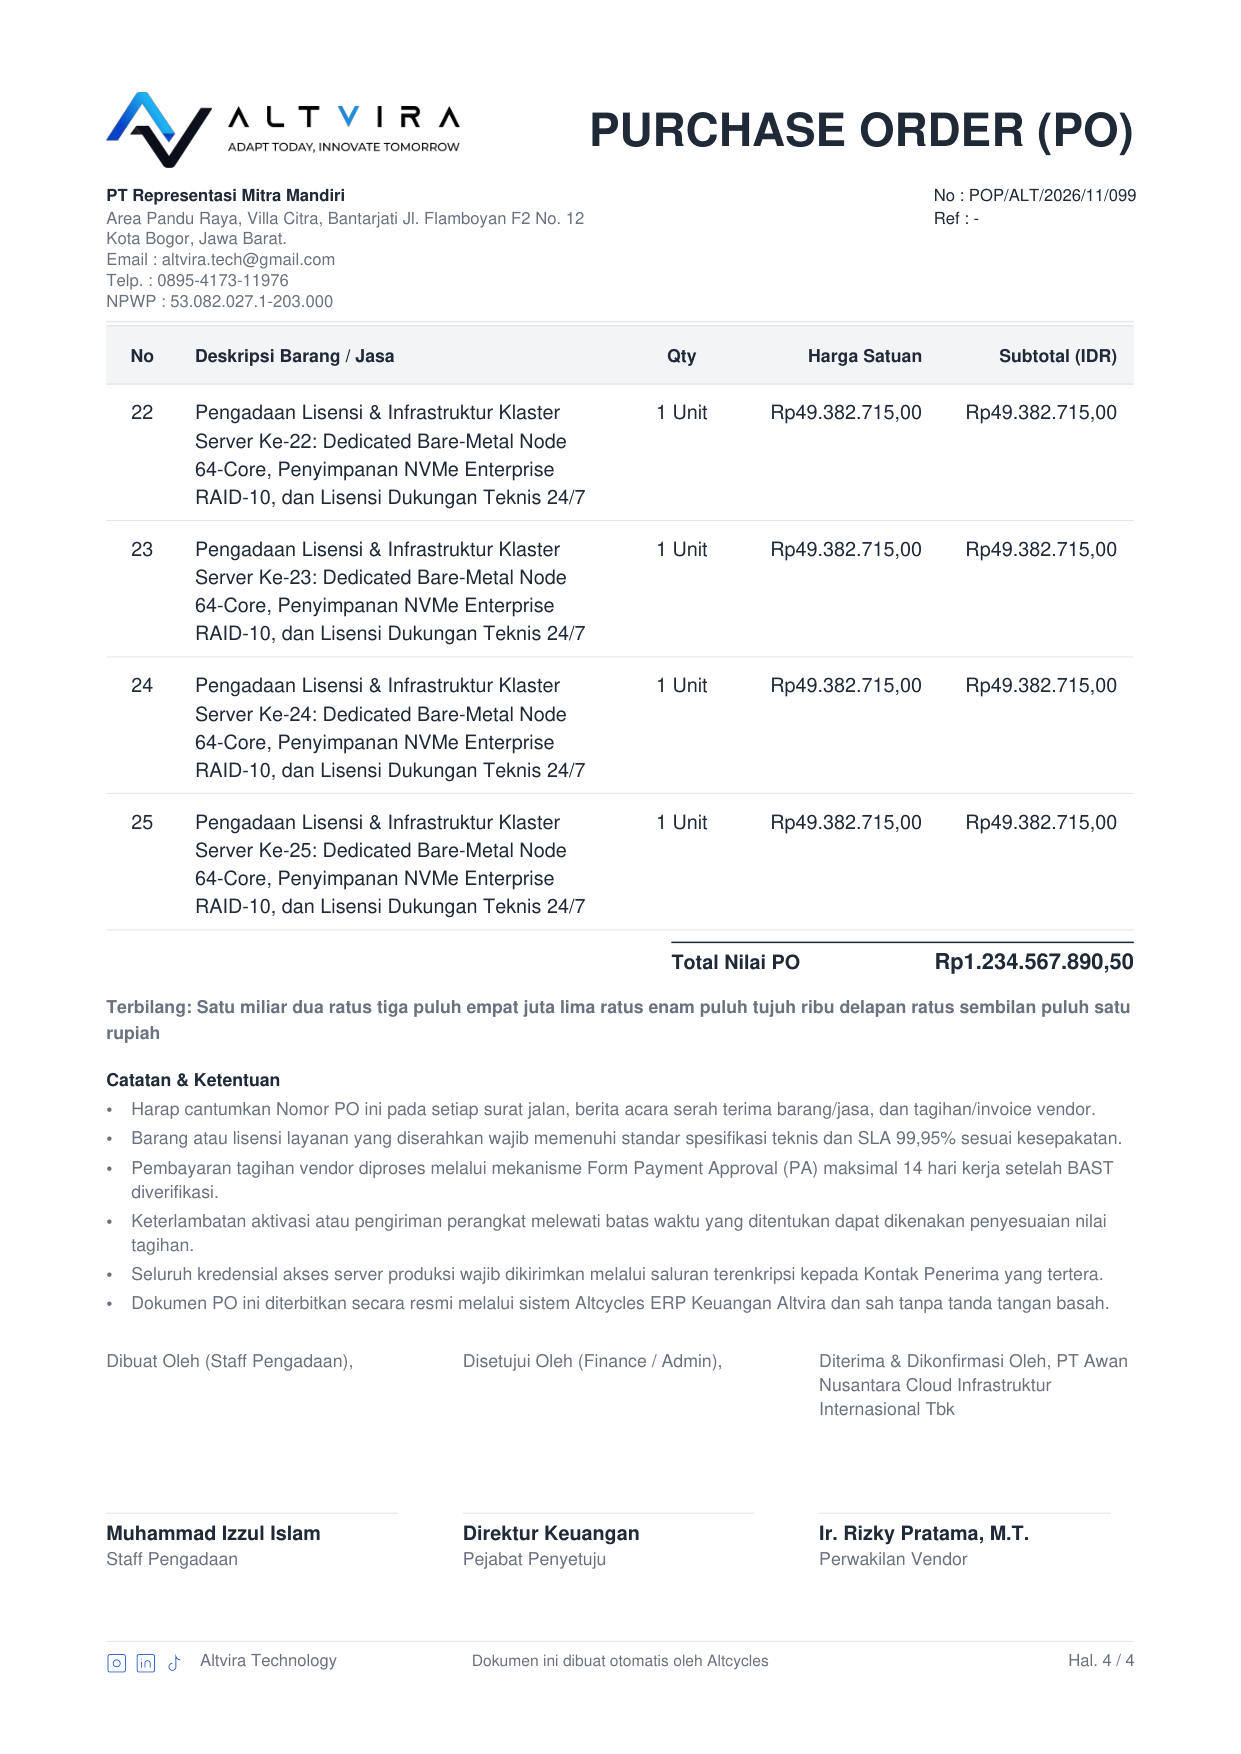 ALTVIRA
ADAPT TODAY, INNOVATE TOMORROW
PURCHASE ORDER (PO)
PT Representasi Mitra Mandiri
Area Pandu Raya, Villa Citra, Bantarjati Jl. Flamboyan F2 No. 12
Kota Bogor, Jawa Barat.
Email : altvira.tech@gmail.com
Telp. : 0895-4173-11976
NPWP : 53.082.027.1-203.000
No : POP/ALT/2026/11/099
Ref : -
No Deskripsi Barang / Jasa Qty Harga Satuan Subtotal (IDR)
22 Pengadaan Lisensi & Infrastruktur Klaster 1 Unit Rp49.382.715,00 Rp49.382.715,00
Server Ke-22: Dedicated Bare-Metal Node
64-Core, Penyimpanan NVMe Enterprise
RAID-10, dan Lisensi Dukungan Teknis 24/7
23 Pengadaan Lisensi & Infrastruktur Klaster 1 Unit Rp49.382.715,00 Rp49.382.715,00
Server Ke-23: Dedicated Bare-Metal Node
64-Core, Penyimpanan NVMe Enterprise
RAID-10, dan Lisensi Dukungan Teknis 24/7
24 Pengadaan Lisensi & Infrastruktur Klaster 1 Unit Rp49.382.715,00 Rp49.382.715,00
Server Ke-24: Dedicated Bare-Metal Node
64-Core, Penyimpanan NVMe Enterprise
RAID-10, dan Lisensi Dukungan Teknis 24/7
25 Pengadaan Lisensi & Infrastruktur Klaster 1 Unit Rp49.382.715,00 Rp49.382.715,00
Server Ke-25: Dedicated Bare-Metal Node
64-Core, Penyimpanan NVMe Enterprise
RAID-10, dan Lisensi Dukungan Teknis 24/7
Total Nilai PO Rp1.234.567.890,50
Terbilang: Satu miliar dua ratus tiga puluh empat juta lima ratus enam puluh tujuh ribu delapan ratus sembilan puluh satu
rupiah
Catatan & Ketentuan
• Harap cantumkan Nomor PO ini pada setiap surat jalan, berita acara serah terima barang/jasa, dan tagihan/invoice vendor.
• Barang atau lisensi layanan yang diserahkan wajib memenuhi standar spesifikasi teknis dan SLA 99,95% sesuai kesepakatan.
• Pembayaran tagihan vendor diproses melalui mekanisme Form Payment Approval (PA) maksimal 14 hari kerja setelah BAST
diverifikasi.
• Keterlambatan aktivasi atau pengiriman perangkat melewati batas waktu yang ditentukan dapat dikenakan penyesuaian nilai
tagihan.
• Seluruh kredensial akses server produksi wajib dikirimkan melalui saluran terenkripsi kepada Kontak Penerima yang tertera.
• Dokumen PO ini diterbitkan secara resmi melalui sistem Altcycles ERP Keuangan Altvira dan sah tanpa tanda tangan basah.
Dibuat Oleh (Staff Pengadaan),
Disetujui Oleh (Finance / Admin),
Diterima & Dikonfirmasi Oleh, PT Awan
Nusantara Cloud Infrastruktur
Internasional Tbk
Muhammad Izzul Islam
Staff Pengadaan
Direktur Keuangan
Pejabat Penyetuju
Ir. Rizky Pratama, M.T.
Perwakilan Vendor
Altvira Technology Dokumen ini dibuat otomatis oleh Altcycles Hal. 4 / 4